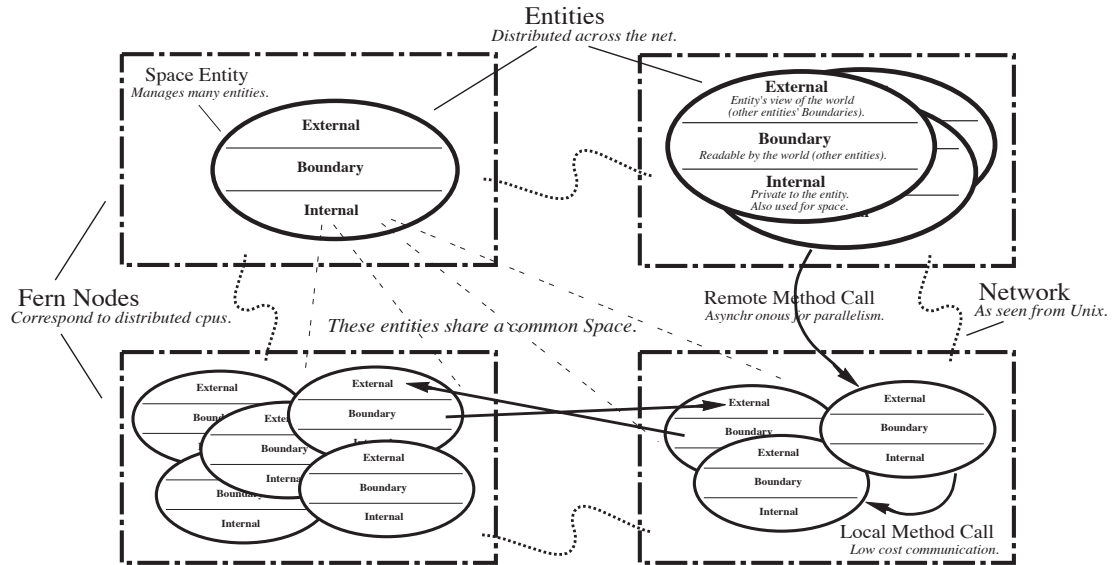 Entities
Distributed across the net.
Space Entity
Manages many entities.
External
Boundary
Internal
External
Entity's view of the world
(other entities' Boundaries).
Boundary
Readable by the world (other entities).
Internal
Private to the entity.
Also used for space.
Fern Nodes
Correspond to distributed cpus.
These entities share a common Space.
Remote Method Call
Asynchr onous for parallelism.
Network
As seen from Unix.
External
External
Boundary
External
Boundary
Internal
External
Boundary
Internal
External
Boundary
External
Boundary
Internal
External
Boundary
Internal
Local Method Call
Low cost communication.